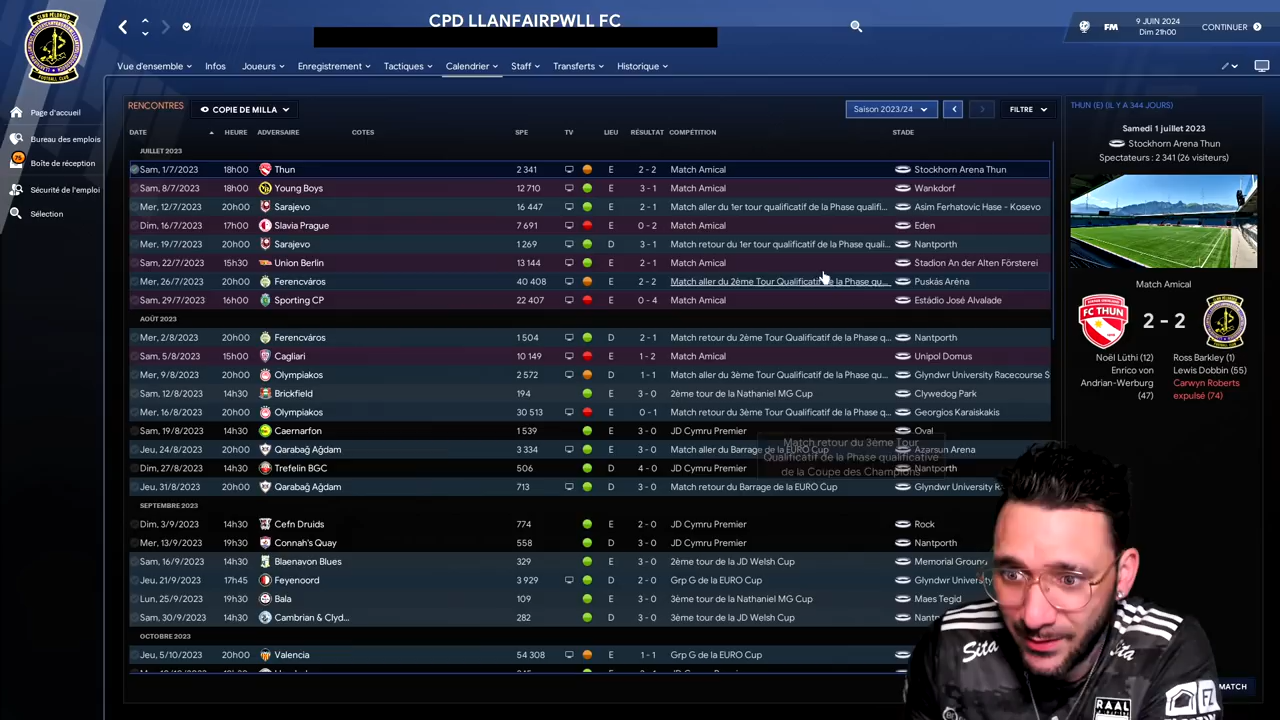 CPD LLANFAIRPWLL FC
9 JUIN 2024
Dim 21h00
FM
CONTINUER
Vue d'ensemble Infos Joueurs Enregistrement Tactiques Calendrier Staff Transferts Historique
Page d'accueil
Bureau des emplois
Boîte de réception
Sécurité de l'emploi
Sélection
RENCONTRES COPIE DE MILLA Saison 2023/24 FILTRE
DATE HEURE ADVERSAIRE COTES SPE TV LIEU RÉSULTAT COMPÉTITION STADE
JUILLET 2023
Sam, 1/7/2023 18h00 Thun 2 341 E 2 - 2 Match Amical Stockhorn Arena Thun
Sam, 8/7/2023 18h00 Young Boys 12 710 E 3 - 1 Match Amical Wankdorf
Mer, 12/7/2023 20h00 Sarajevo 16 447 E 2 - 1 Match aller du 1er tour qualificatif de la Phase qualifi... Asim Ferhatovic Hase - Kosevo
Dim, 16/7/2023 17h00 Slavia Prague 7 691 E 0 - 2 Match Amical Eden
Mer, 19/7/2023 20h00 Sarajevo 1 269 D 3 - 1 Match retour du 1er tour qualificatif de la Phase quali... Nantporth
Sam, 22/7/2023 15h30 Union Berlin 13 144 E 2 - 1 Match Amical Stadion An der Alten Försterei
Mer, 26/7/2023 20h00 Ferencváros 40 408 E 2 - 2 Match aller du 2ème Tour Qualificatif de la Phase qu... Puskás Aréna
Sam, 29/7/2023 16h00 Sporting CP 22 407 E 0 - 4 Match Amical Estádio José Alvalade
AOÛT 2023
Mer, 2/8/2023 20h00 Ferencváros 1 504 D 2 - 1 Match retour du 2ème Tour Qualificatif de la Phase q... Nantporth
Sam, 5/8/2023 15h00 Cagliari 10 149 E 1 - 2 Match Amical Unipol Domus
Mer, 9/8/2023 20h00 Olympiakos 2 572 D 1 - 1 Match aller du 3ème Tour Qualificatif de la Phase qu... Glyndwr University Racecourse S
Sam, 12/8/2023 14h30 Brickfield 194 E 3 - 0 2ème tour de la Nathaniel MG Cup Clywedog Park
Mer, 16/8/2023 20h00 Olympiakos 30 513 E 0 - 1 Match retour du 3ème Tour Qualificatif de la Phase q... Georgios Karaiskakis
Sam, 19/8/2023 14h30 Caernarfon 1 539 E 3 - 0 JD Cymru Premier Oval
Jeu, 24/8/2023 20h00 Qarabağ Ağdam 3 334 E 3 - 0 Match aller du Barrage de la EURO Cup Azərsun Arena
Dim, 27/8/2023 14h30 Trefelin BGC 506 D 4 - 0 JD Cymru Premier Nantporth
Jeu, 31/8/2023 20h00 Qarabağ Ağdam 713 D 3 - 0 Match retour du Barrage de la EURO Cup Glyndwr University R
Match retour du 3ème Tour
Qualificatif de la Phase qualificative
de la Coupe des Champions
SEPTEMBRE 2023
Dim, 3/9/2023 14h30 Cefn Druids 774 E 2 - 0 JD Cymru Premier Rock
Mer, 13/9/2023 20h00 Connah's Quay 558 D 3 - 0 JD Cymru Premier Nantporth
Sam, 16/9/2023 14h30 Blaenavon Blues 329 E 3 - 0 2ème tour de la JD Welsh Cup Memorial Groun
Jeu, 21/9/2023 17h45 Feyenoord 3 929 D 2 - 0 Grp G de la EURO Cup Glyndwr University
Lun, 25/9/2023 19h30 Bala 109 E 3 - 0 3ème tour de la Nathaniel MG Cup Maes Tegid
Sam, 30/9/2023 14h30 Cambrian & Clyd... 282 D 3 - 0 3ème tour de la JD Welsh Cup Nantporth
OCTOBRE 2023
Jeu, 5/10/2023 20h00 Valencia 54 308 E 1 - 1 Grp G de la EURO Cup
THUN (E) (IL Y A 344 JOURS)
Samedi 1 juillet 2023
Stockhorn Arena Thun
Spectateurs : 2 341 (26 visiteurs)
Match Amical
FC THUN
2 - 2
Noël Lüthi (12)
Enrico von
Andrian-Werburg
(47)
Ross Barkley (1)
Lewis Dobbin (55)
Carwyn Roberts
expulsé (74)
MATCH
Sita
RAAL